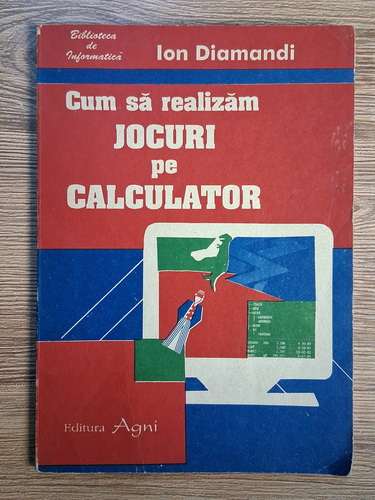 Biblioteca
de
Informatică
Ion Diamandi
Cum să realizăm
JOCURI
pe
CALCULATOR
Editura Agni